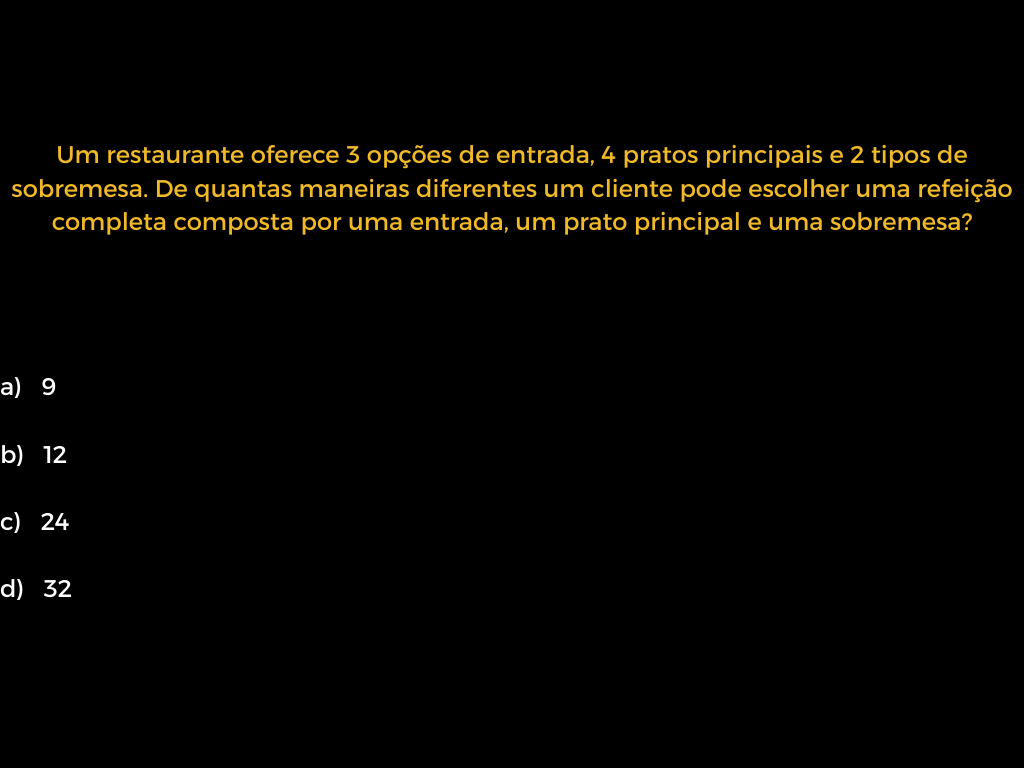 Um restaurante oferece 3 opções de entrada, 4 pratos principais e 2 tipos de
sobremesa. De quantas maneiras diferentes um cliente pode escolher uma refeição
completa composta por uma entrada, um prato principal e uma sobremesa?
a) 9
b) 12
c) 24
d) 32